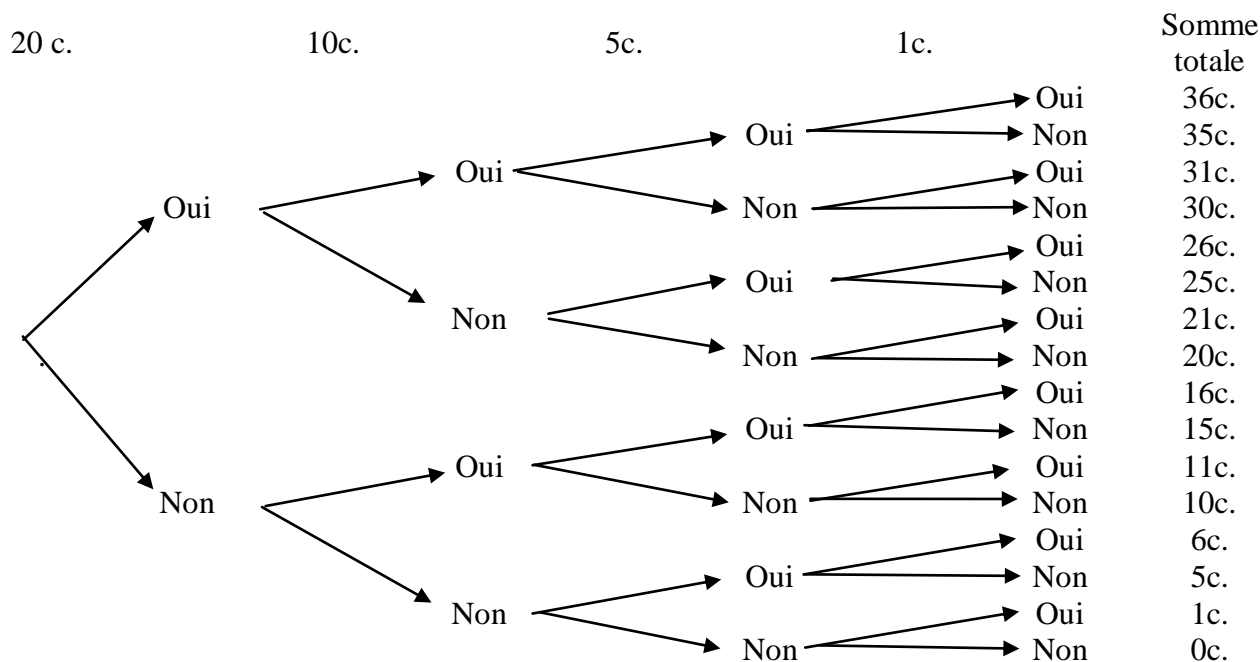 20 c. 10c. 5c. 1c. Somme
totale
Oui 36c.
Oui Non 35c.
Oui Oui 31c.
Oui Non Non 30c.
Oui 26c.
Oui Non 25c.
Non Oui 21c.
Non Non 20c.
Oui 16c.
Oui Non 15c.
Oui Oui 11c.
Non Non Non 10c.
Oui 6c.
Oui Non 5c.
Non Oui 1c.
Non Non 0c.